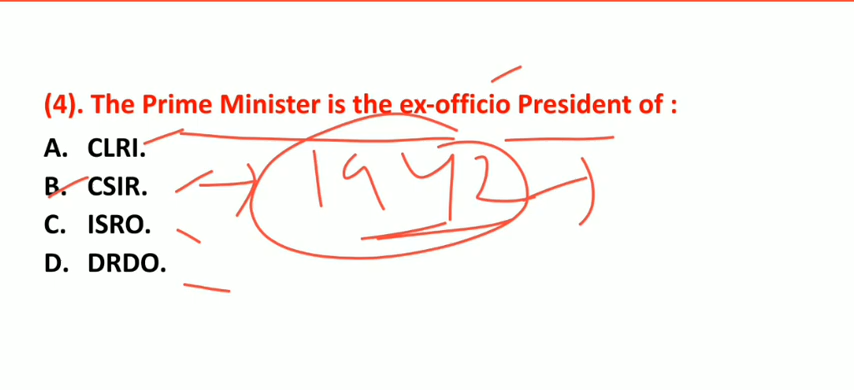 (4). The Prime Minister is the ex-officio President of :
A. CLRI.
B. CSIR.
1942
C. ISRO.
D. DRDO.